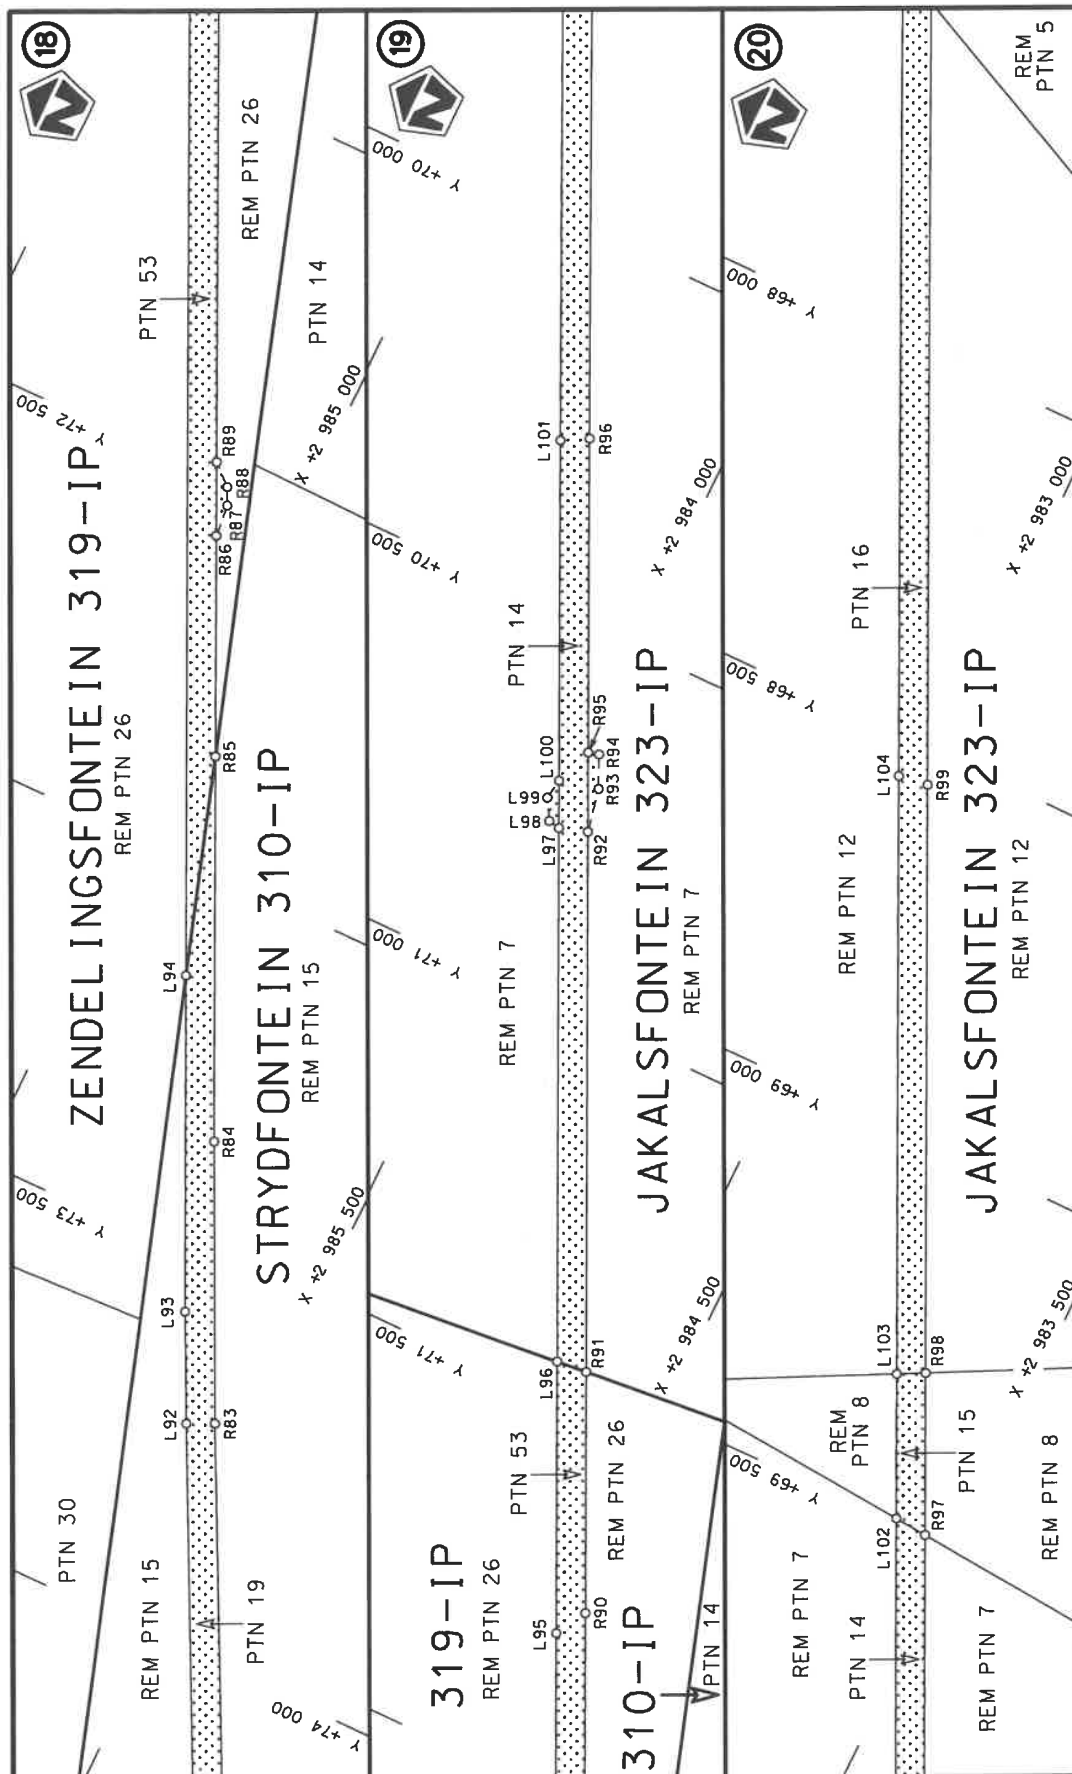 18
N
PTN 30
REM PTN 15
PTN 19
Y +74 000
Y +73 500
Y +72 500
ZENDELINGSFONTEIN 319-IP
REM PTN 26
STRYDFONTEIN 310-IP
REM PTN 15
PTN 53
REM PTN 26
PTN 14
X +2 985 500
X +2 985 000
L92
L93
L94
R83
R84
R85
R86
R87
R88
R89
19
N
319-IP
REM PTN 26
310-IP
PTN 14
PTN 53
REM PTN 26
Y +71 500
Y +71 000
Y +70 500
Y +70 000
REM PTN 7
PTN 14
JAKALSFONTEIN 323-IP
REM PTN 7
X +2 984 500
X +2 984 000
L95
L96
L97
L98
L99
L100
L101
R90
R91
R92
R93
R94
R95
R96
20
N
REM PTN 7
PTN 14
REM PTN 7
REM
PTN 8
PTN 15
REM PTN 8
Y +69 500
Y +69 000
Y +68 500
Y +68 000
REM PTN 12
PTN 16
JAKALSFONTEIN 323-IP
REM PTN 12
X +2 983 500
X +2 983 000
REM
PTN 5
L102
L103
L104
R97
R98
R99